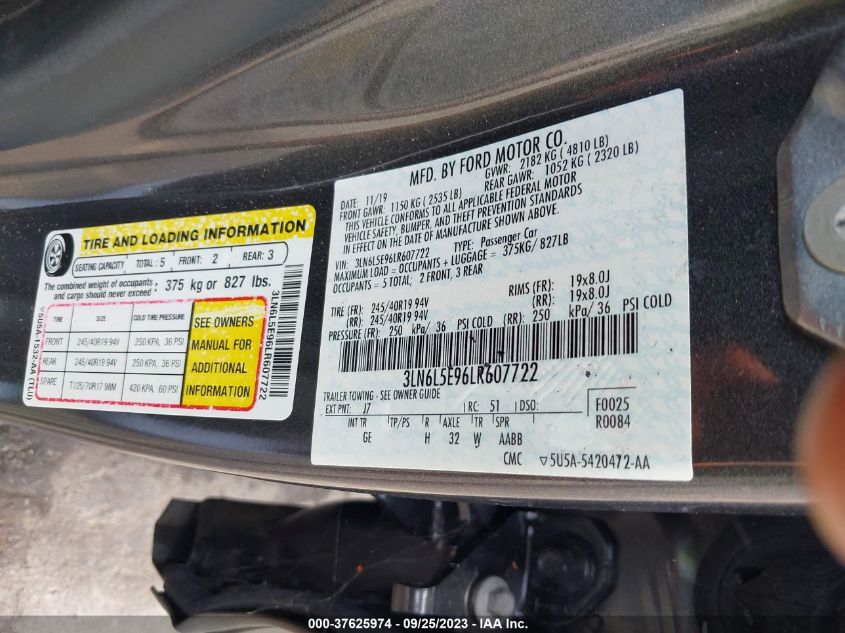 TIRE AND LOADING INFORMATION
SEATING CAPACITY TOTAL: 5 FRONT: 2 REAR: 3
The combined weight of occupants and cargo should never exceed : 375 kg or 827 lbs.
TIRE SIZE COLD TIRE PRESSURE
FRONT 245/40R19 94V 250 KPA, 36 PSI
REAR 245/40R19 94V 250 KPA, 36 PSI
SPARE T125/70R17 98M 420 KPA, 60 PSI
SEE OWNERS
MANUAL FOR
ADDITIONAL
INFORMATION
5U5A-1532-AA (TLU)
3LN6L5E96LR607722
MFD. BY FORD MOTOR CO.
DATE: 11/19 GVWR: 2182 KG ( 4810 LB)
FRONT GAWR: 1150 KG ( 2535 LB) REAR GAWR: 1052 KG ( 2320 LB)
THIS VEHICLE CONFORMS TO ALL APPLICABLE FEDERAL MOTOR
VEHICLE SAFETY, BUMPER, AND THEFT PREVENTION STANDARDS
IN EFFECT ON THE DATE OF MANUFACTURE SHOWN ABOVE.
VIN: 3LN6L5E96LR607722 TYPE: Passenger Car
MAXIMUM LOAD = OCCUPANTS + LUGGAGE = 375KG/ 827LB
OCCUPANTS = 5 TOTAL; 2 FRONT, 3 REAR
TIRE (FR): 245/40R19 94V RIMS (FR): 19x8.0J
(RR): 245/40R19 94V (RR): 19x8.0J
PRESSURE (FR): 250 kPa/ 36 PSI COLD (RR): 250 kPa/ 36 PSI COLD
3LN6L5E96LR607722
TRAILER TOWING - SEE OWNER GUIDE
EXT PNT: J7 RC: 51 DSO:
F0025
R0084
INT TR TP/PS R AXLE TR SPR
GE H 32 W AABB
CMC 5U5A-5420472-AA
000-37625974 - 09/25/2023 - IAA Inc.